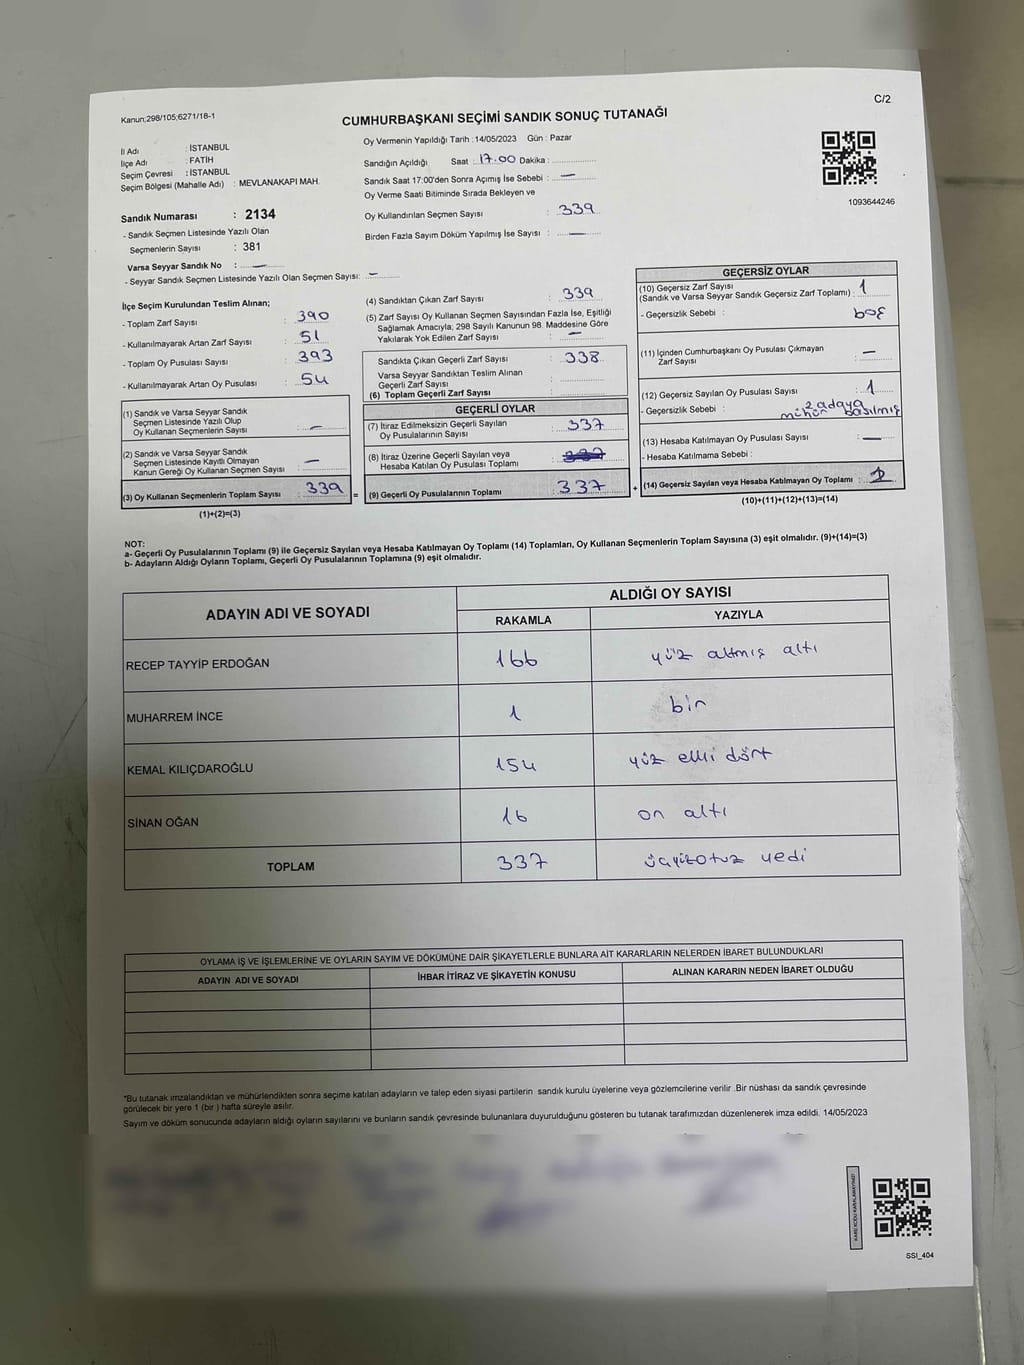 C/2
Kanun:298/105;6271/18-1
CUMHURBAŞKANI SEÇİMİ SANDIK SONUÇ TUTANAĞI
İl Adı : İSTANBUL
İlçe Adı : FATİH
Seçim Çevresi : İSTANBUL
Seçim Bölgesi (Mahalle Adı) : MEVLANAKAPI MAH.
Sandık Numarası : 2134
- Sandık Seçmen Listesinde Yazılı Olan
Seçmenlerin Sayısı : 381
Varsa Seyyar Sandık No : —
- Seyyar Sandık Seçmen Listesinde Yazılı Olan Seçmen Sayısı: —
Oy Vermenin Yapıldığı Tarih : 14/05/2023 Gün : Pazar
Sandığın Açıldığı Saat : 17.00 Dakika :
Sandık Saat 17:00'den Sonra Açımış İse Sebebi : —
Oy Verme Saati Bitiminde Sırada Bekleyen ve
Oy Kullandırılan Seçmen Sayısı : 339
Birden Fazla Sayım Döküm Yapılmış İse Sayısı : —
1093644246
İlçe Seçim Kurulundan Teslim Alınan;
- Toplam Zarf Sayısı : 390
- Kullanılmayarak Artan Zarf Sayısı : 51
- Toplam Oy Pusulası Sayısı : 393
- Kullanılmayarak Artan Oy Pusulası : 54
(1) Sandık ve Varsa Seyyar Sandık
Seçmen Listesinde Yazılı Olup
Oy Kullanan Seçmenlerin Sayısı : —
(2) Sandık ve Varsa Seyyar Sandık
Seçmen Listesinde Kayıtlı Olmayan
Kanun Gereği Oy Kullanan Seçmen Sayısı : —
(3) Oy Kullanan Seçmenlerin Toplam Sayısı : 339 =
(1)+(2)=(3)
(4) Sandıktan Çıkan Zarf Sayısı : 339
(5) Zarf Sayısı Oy Kullanan Seçmen Sayısından Fazla İse, Eşitliği
Sağlamak Amacıyla; 298 Sayılı Kanunun 98. Maddesine Göre
Yakılarak Yok Edilen Zarf Sayısı : —
Sandıkta Çıkan Geçerli Zarf Sayısı : 338
Varsa Seyyar Sandıktan Teslim Alınan
Geçerli Zarf Sayısı :
(6) Toplam Geçerli Zarf Sayısı :
GEÇERLİ OYLAR
(7) İtiraz Edilmeksizin Geçerli Sayılan
Oy Pusulalarının Sayısı : 337
(8) İtiraz Üzerine Geçerli Sayılan veya
Hesaba Katılan Oy Pusulası Toplamı :
(9) Geçerli Oy Pusulalarının Toplamı : 337 +
GEÇERSİZ OYLAR
(10) Geçersiz Zarf Sayısı
(Sandık ve Varsa Seyyar Sandık Geçersiz Zarf Toplamı) : 1
- Geçersizlik Sebebi : boş
(11) İçinden Cumhurbaşkanı Oy Pusulası Çıkmayan
Zarf Sayısı : —
(12) Geçersiz Sayılan Oy Pusulası Sayısı : 1
- Geçersizlik Sebebi : 2 adaya
mühür basılmış
(13) Hesaba Katılmayan Oy Pusulası Sayısı : —
- Hesaba Katılmama Sebebi :
(14) Geçersiz Sayılan veya Hesaba Katılmayan Oy Toplamı : 2
(10)+(11)+(12)+(13)=(14)
NOT:
a- Geçerli Oy Pusulalarının Toplamı (9) ile Geçersiz Sayılan veya Hesaba Katılmayan Oy Toplamı (14) Toplamları, Oy Kullanan Seçmenlerin Toplam Sayısına (3) eşit olmalıdır. (9)+(14)=(3)
b- Adayların Aldığı Oyların Toplamı, Geçerli Oy Pusulalarının Toplamına (9) eşit olmalıdır.
ADAYIN ADI VE SOYADI ALDIĞI OY SAYISI
RAKAMLA YAZIYLA
RECEP TAYYİP ERDOĞAN 166 yüz altmış altı
MUHARREM İNCE 1 bir
KEMAL KILIÇDAROĞLU 154 yüz elli dört
SİNAN OĞAN 16 on altı
TOPLAM 337 üçyüzotuz yedi
OYLAMA İŞ VE İŞLEMLERİNE VE OYLARIN SAYIM VE DÖKÜMÜNE DAİR ŞİKAYETLERLE BUNLARA AİT KARARLARIN NELERDEN İBARET BULUNDUKLARI
ADAYIN ADI VE SOYADI İHBAR İTİRAZ VE ŞİKAYETİN KONUSU ALINAN KARARIN NEDEN İBARET OLDUĞU
*Bu tutanak imzalandıktan ve mühürlendikten sonra seçime katılan adayların ve talep eden siyasi partilerin sandık kurulu üyelerine veya gözlemcilerine verilir .Bir nüshası da sandık çevresinde
görülecek bir yere 1 (bir ) hafta süreyle asılır.
Sayım ve döküm sonucunda adayların aldığı oyların sayılarını ve bunların sandık çevresinde bulunanlara duyurulduğunu gösteren bu tutanak tarafımızdan düzenlenerek imza edildi. 14/05/2023
KARE KODU KARALAMAYINIZ!
SSI_404